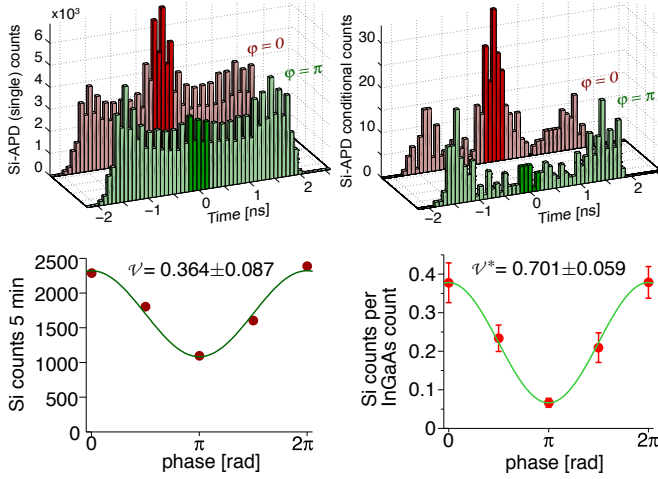 ×10³
Si-APD (single) counts
6
5
4
3
2
1
0
φ = 0
φ = π
−2
−1
0
1
2
Time [ns]
Si-APD conditional counts
30
20
10
0
φ = 0
φ = π
−2
−1
0
1
2
Time [ns]
𝒱 = 0.364±0.087
Si counts 5 min
2500
2000
1500
1000
500
0
0
π
2π
phase [rad]
𝒱* = 0.701±0.059
Si counts per
InGaAs count
0.4
0.3
0.2
0.1
0
0
π
2π
phase [rad]